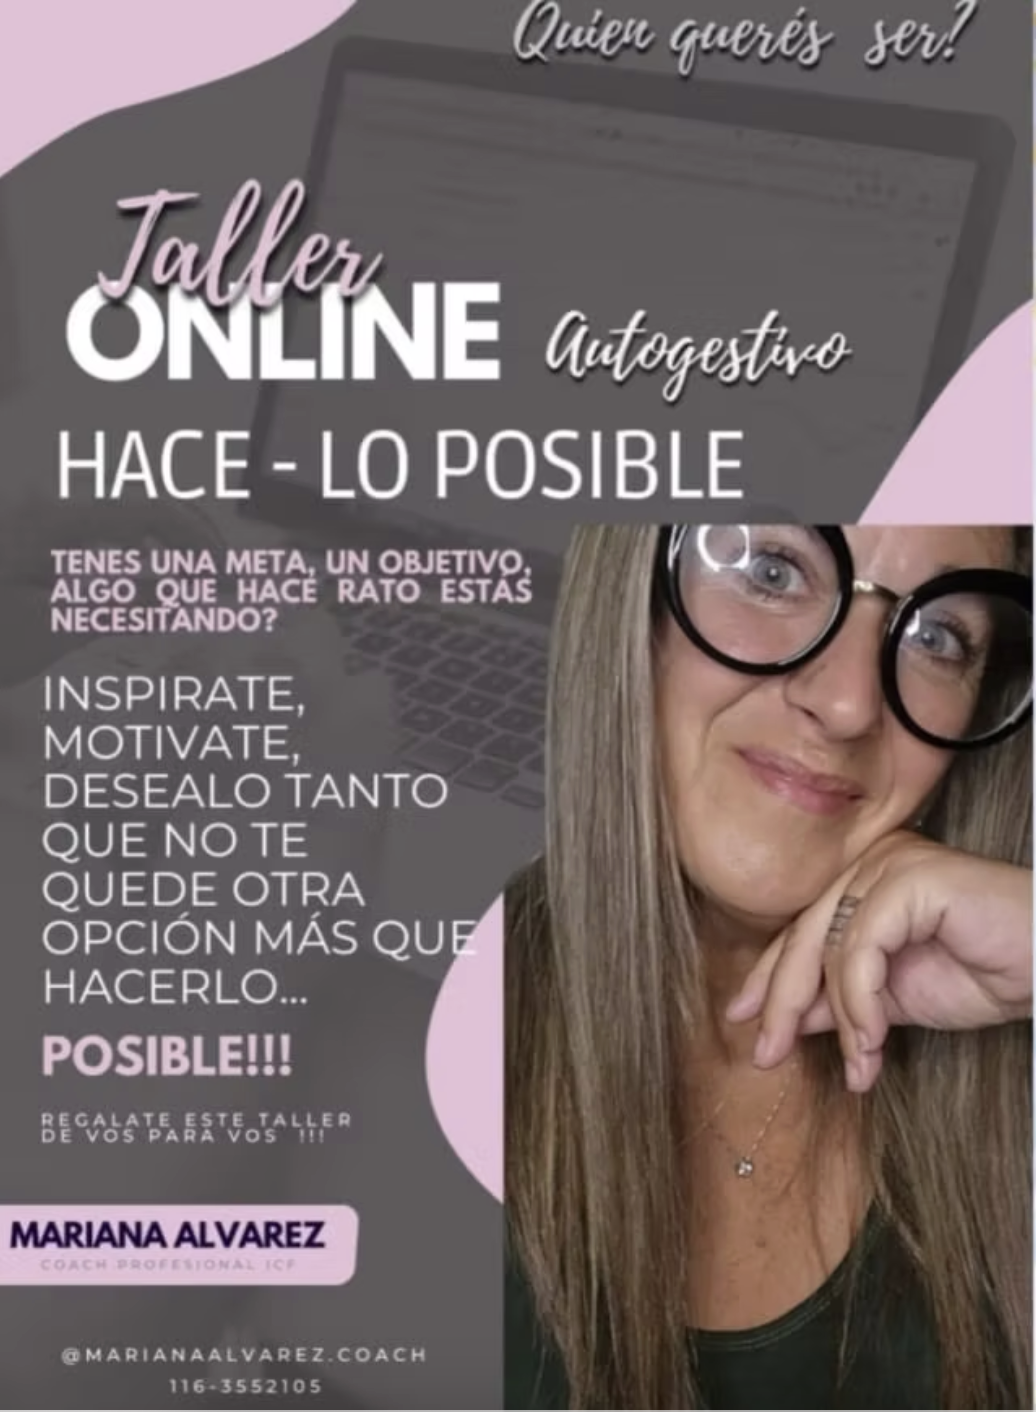 Quien querés ser?
Taller
ONLINE Autogestivo
HACE - LO POSIBLE
TENES UNA META, UN OBJETIVO,
ALGO QUE HACE RATO ESTÁS
NECESITANDO?
INSPIRATE,
MOTIVATE,
DESEALO TANTO
QUE NO TE
QUEDE OTRA
OPCIÓN MÁS QUE
HACERLO...
POSIBLE!!!
REGALATE ESTE TALLER
DE VOS PARA VOS !!!
MARIANA ALVAREZ
COACH PROFESIONAL ICF
@MARIANAALVAREZ.COACH
116-3552105